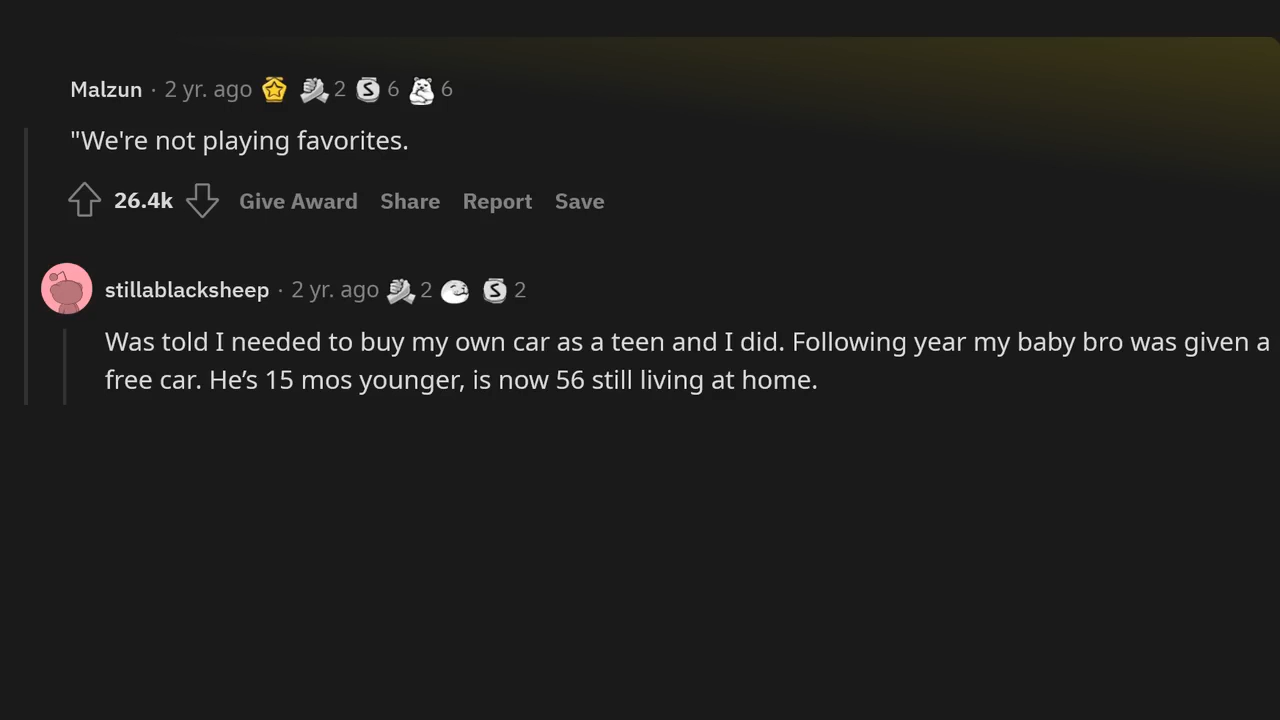 Malzun · 2 yr. ago 2 6 6
"We're not playing favorites.
26.4k Give Award Share Report Save
stillablacksheep · 2 yr. ago 2 2
Was told I needed to buy my own car as a teen and I did. Following year my baby bro was given a
free car. He’s 15 mos younger, is now 56 still living at home.